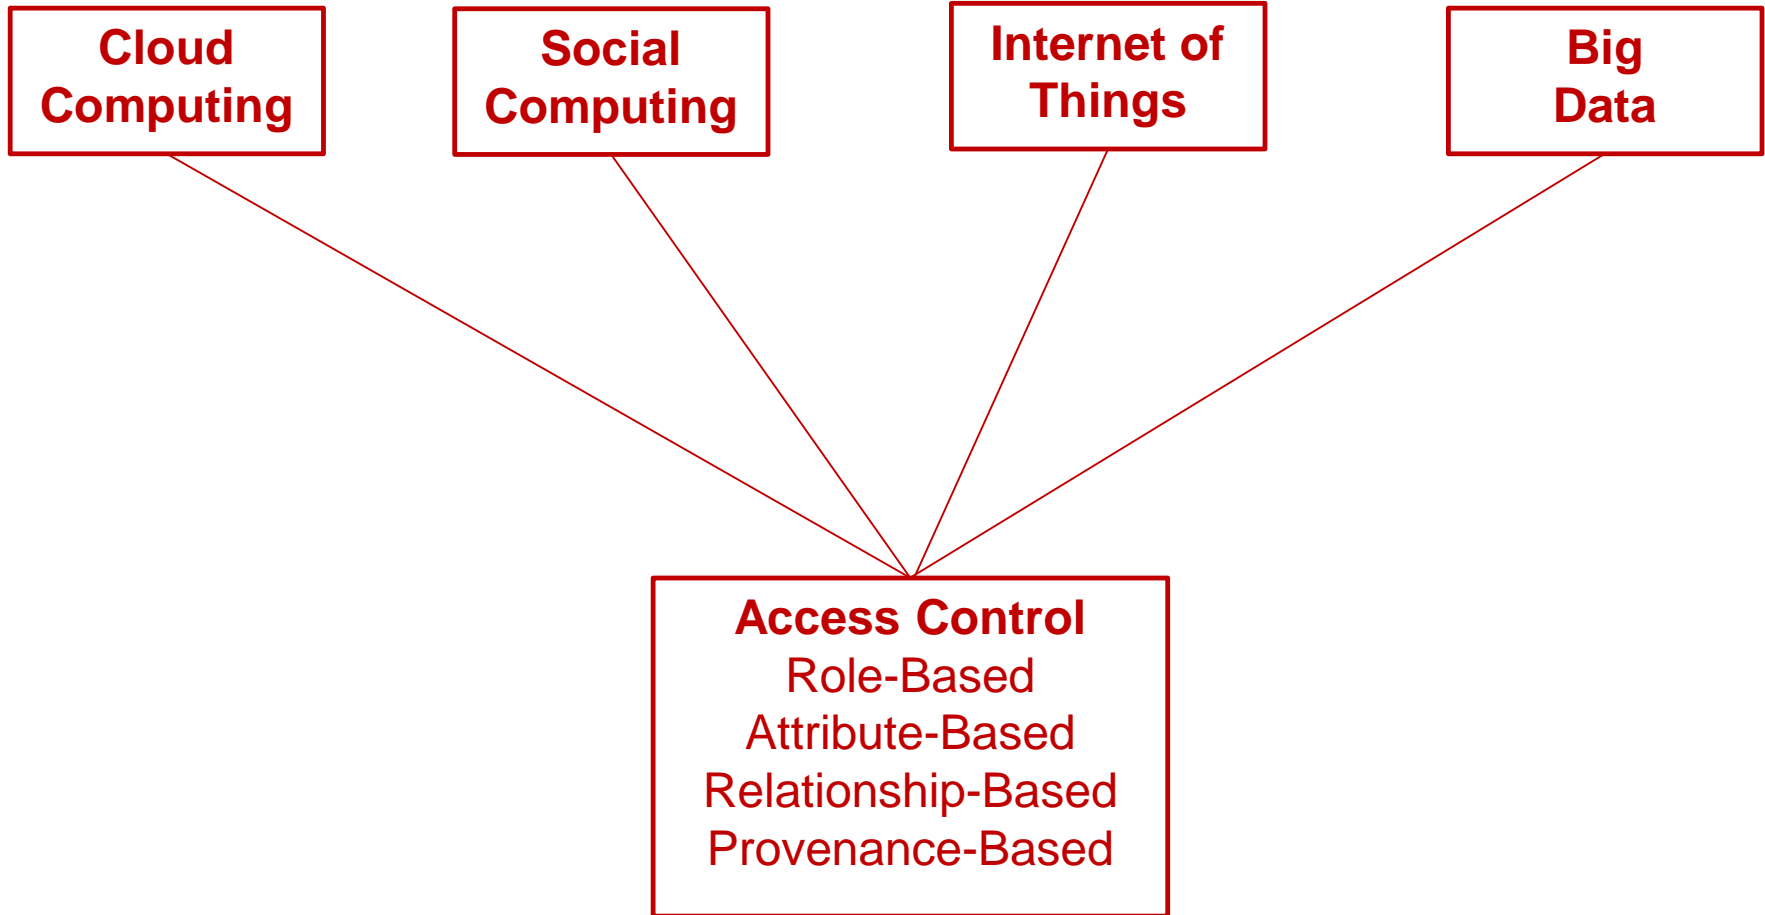 Cloud
Computing
Social
Computing
Internet of
Things
Big
Data
Access Control
Role-Based
Attribute-Based
Relationship-Based
Provenance-Based